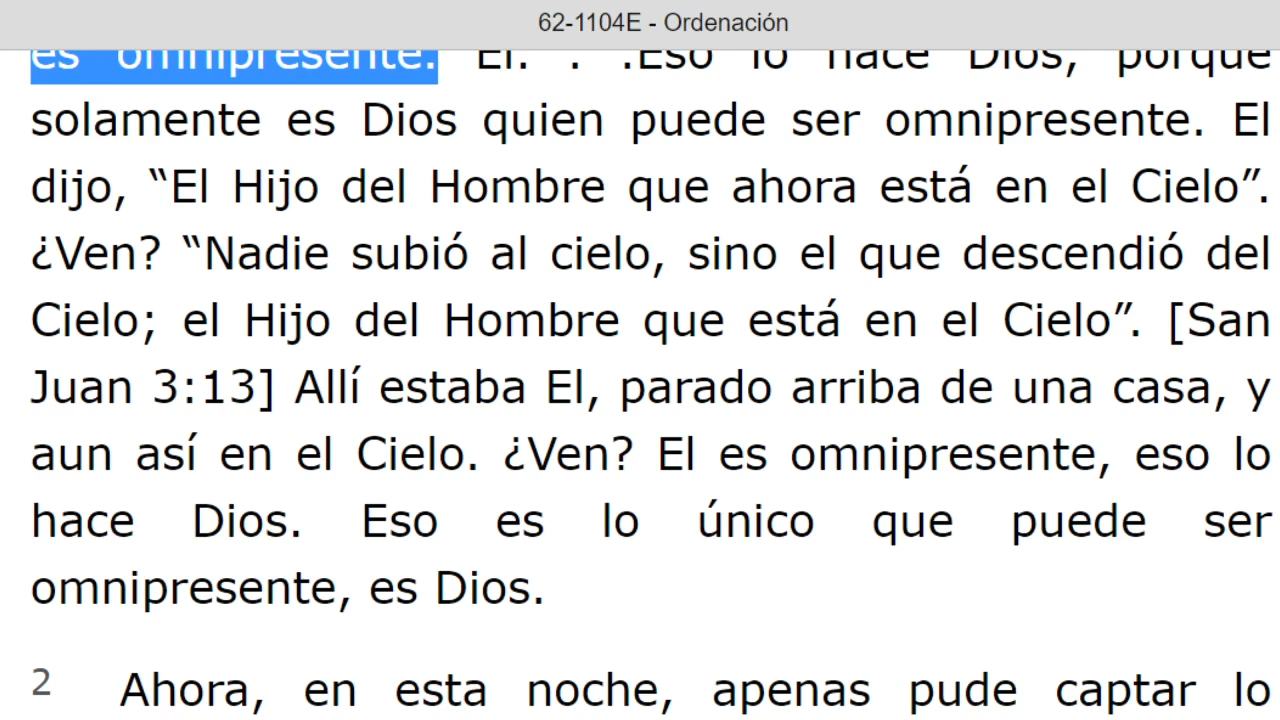 62-1104E - Ordenación
es omnipresente. El. . .Eso lo hace Dios, porque
solamente es Dios quien puede ser omnipresente. El
dijo, “El Hijo del Hombre que ahora está en el Cielo”.
¿Ven? “Nadie subió al cielo, sino el que descendió del
Cielo; el Hijo del Hombre que está en el Cielo”. [San
Juan 3:13] Allí estaba El, parado arriba de una casa, y
aun así en el Cielo. ¿Ven? El es omnipresente, eso lo
hace Dios. Eso es lo único que puede ser
omnipresente, es Dios.
2 Ahora, en esta noche, apenas pude captar lo